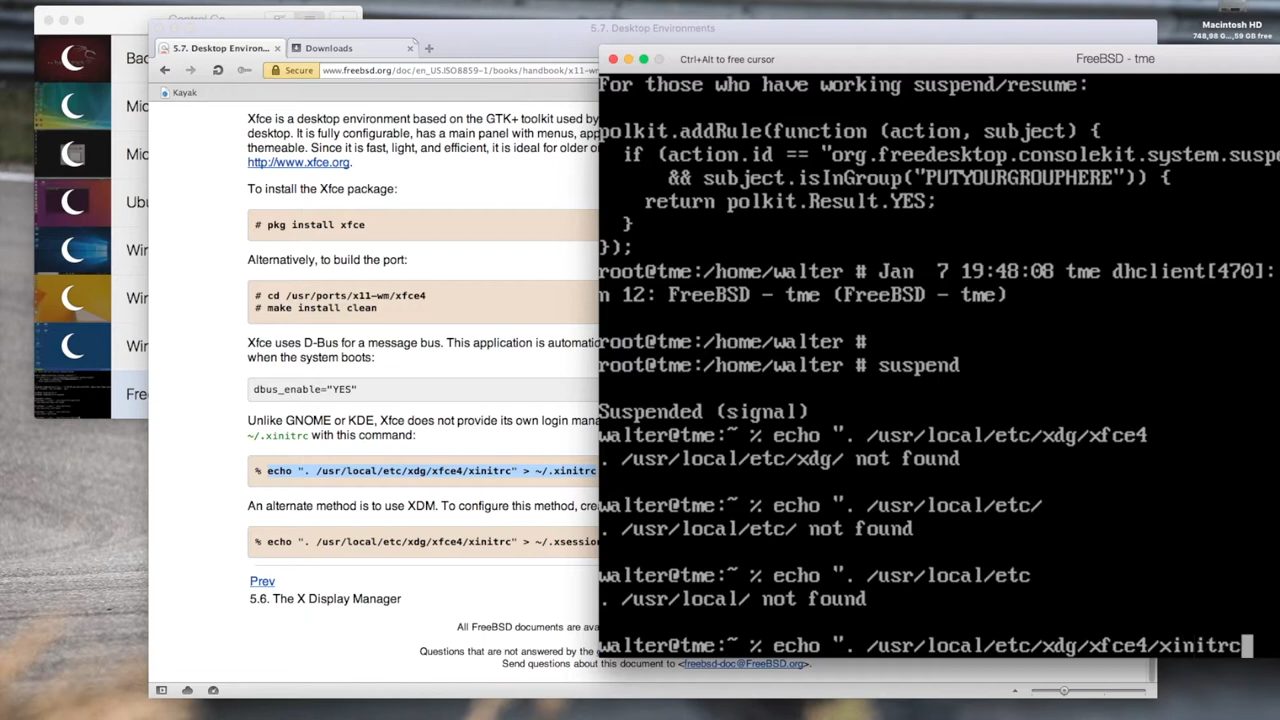 Control Ce
Macintosh HD
748,98 G...,59 GB free
5.7. Desktop Environments
5.7. Desktop Environ...
Downloads
Secure
www.freebsd.org/doc/en_US.ISO8859-1/books/handbook/x11-wm
Kayak
Ba
Mic
Mic
Ubu
Wir
Wir
Wir
Fre
Xfce is a desktop environment based on the GTK+ toolkit used by
desktop. It is fully configurable, has a main panel with menus, app
themeable. Since it is fast, light, and efficient, it is ideal for older o
http://www.xfce.org.
To install the Xfce package:
# pkg install xfce
Alternatively, to build the port:
# cd /usr/ports/x11-wm/xfce4
# make install clean
Xfce uses D-Bus for a message bus. This application is automatic
when the system boots:
dbus_enable="YES"
Unlike GNOME or KDE, Xfce does not provide its own login mana
~/.xinitrc with this command:
% echo ". /usr/local/etc/xdg/xfce4/xinitrc" > ~/.xinitrc
An alternate method is to use XDM. To configure this method, crea
% echo ". /usr/local/etc/xdg/xfce4/xinitrc" > ~/.xsession
Prev
5.6. The X Display Manager
All FreeBSD documents are ava
Questions that are not answered by the
Send questions about this document to <freebsd-doc@FreeBSD.org>.
Ctrl+Alt to free cursor
FreeBSD - tme
For those who have working suspend/resume:
polkit.addRule(function (action, subject) {
if (action.id == "org.freedesktop.consolekit.system.suspe
&& subject.isInGroup("PUTYOURGROUPHERE")) {
return polkit.Result.YES;
}
});
root@tme:/home/walter # Jan 7 19:48:08 tme dhclient[470]:
n 12: FreeBSD - tme (FreeBSD - tme)
root@tme:/home/walter #
root@tme:/home/walter # suspend
Suspended (signal)
walter@tme:~ % echo ". /usr/local/etc/xdg/xfce4
. /usr/local/etc/xdg/ not found
walter@tme:~ % echo ". /usr/local/etc/
. /usr/local/etc/ not found
walter@tme:~ % echo ". /usr/local/etc
. /usr/local/ not found
walter@tme:~ % echo ". /usr/local/etc/xdg/xfce4/xinitrc